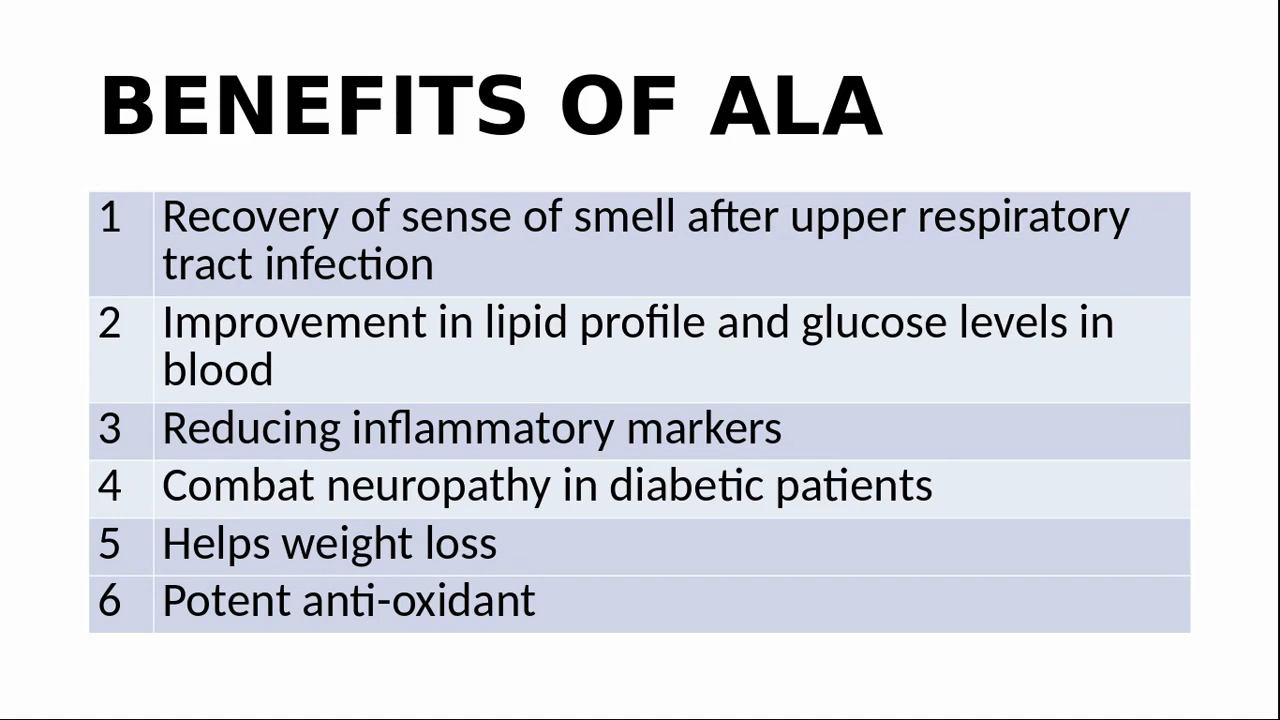 BENEFITS OF ALA
1 Recovery of sense of smell after upper respiratory
tract infection
2 Improvement in lipid profile and glucose levels in
blood
3 Reducing inflammatory markers
4 Combat neuropathy in diabetic patients
5 Helps weight loss
6 Potent anti-oxidant